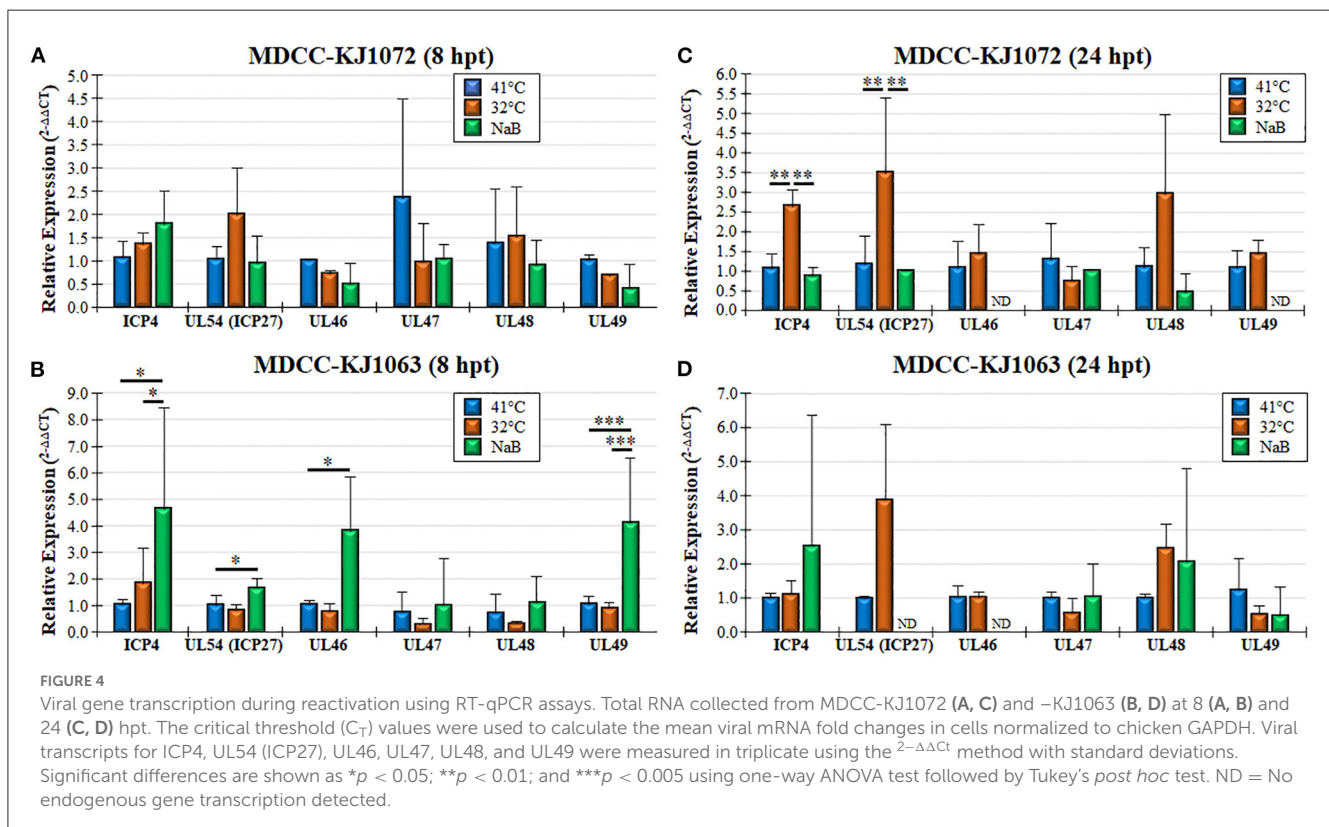 A
MDCC-KJ1072 (8 hpt)
Relative Expression (2-ΔΔCT)
5.0
4.5
4.0
3.5
3.0
2.5
2.0
1.5
1.0
0.5
0.0
41°C
32°C
NaB
ICP4 UL54 (ICP27) UL46 UL47 UL48 UL49
C
MDCC-KJ1072 (24 hpt)
Relative Expression (2-ΔΔCT)
6.0
5.5
5.0
4.5
4.0
3.5
3.0
2.5
2.0
1.5
1.0
0.5
0.0
** **
** **
41°C
32°C
NaB
ND
ND
ICP4 UL54 (ICP27) UL46 UL47 UL48 UL49
B
MDCC-KJ1063 (8 hpt)
Relative Expression (2-ΔΔCT)
9.0
8.0
7.0
6.0
5.0
4.0
3.0
2.0
1.0
0.0
*
*
*
*
***
***
41°C
32°C
NaB
ICP4 UL54 (ICP27) UL46 UL47 UL48 UL49
D
MDCC-KJ1063 (24 hpt)
Relative Expression (2-ΔΔCT)
7.0
6.0
5.0
4.0
3.0
2.0
1.0
0.0
41°C
32°C
NaB
ND
ND
ICP4 UL54 (ICP27) UL46 UL47 UL48 UL49
FIGURE 4
Viral gene transcription during reactivation using RT-qPCR assays. Total RNA collected from MDCC-KJ1072 (A, C) and –KJ1063 (B, D) at 8 (A, B) and
24 (C, D) hpt. The critical threshold (CT) values were used to calculate the mean viral mRNA fold changes in cells normalized to chicken GAPDH. Viral
transcripts for ICP4, UL54 (ICP27), UL46, UL47, UL48, and UL49 were measured in triplicate using the 2−ΔΔCt method with standard deviations.
Significant differences are shown as *p < 0.05; **p < 0.01; and ***p < 0.005 using one-way ANOVA test followed by Tukey's post hoc test. ND = No
endogenous gene transcription detected.